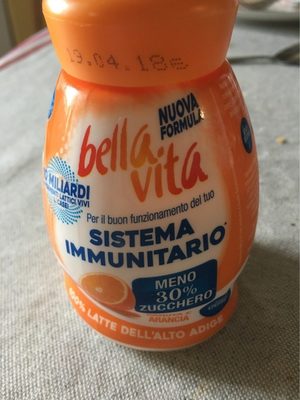 19.04.18
NUOVA
FORMULA
bella
vita
MILIARDI
Per il buon funzionamento del tuo
SISTEMA
IMMUNITARIO*
MENO
30%
ZUCCHERO
ARANCIA
100% LATTE DELL'ALTO ADIGE